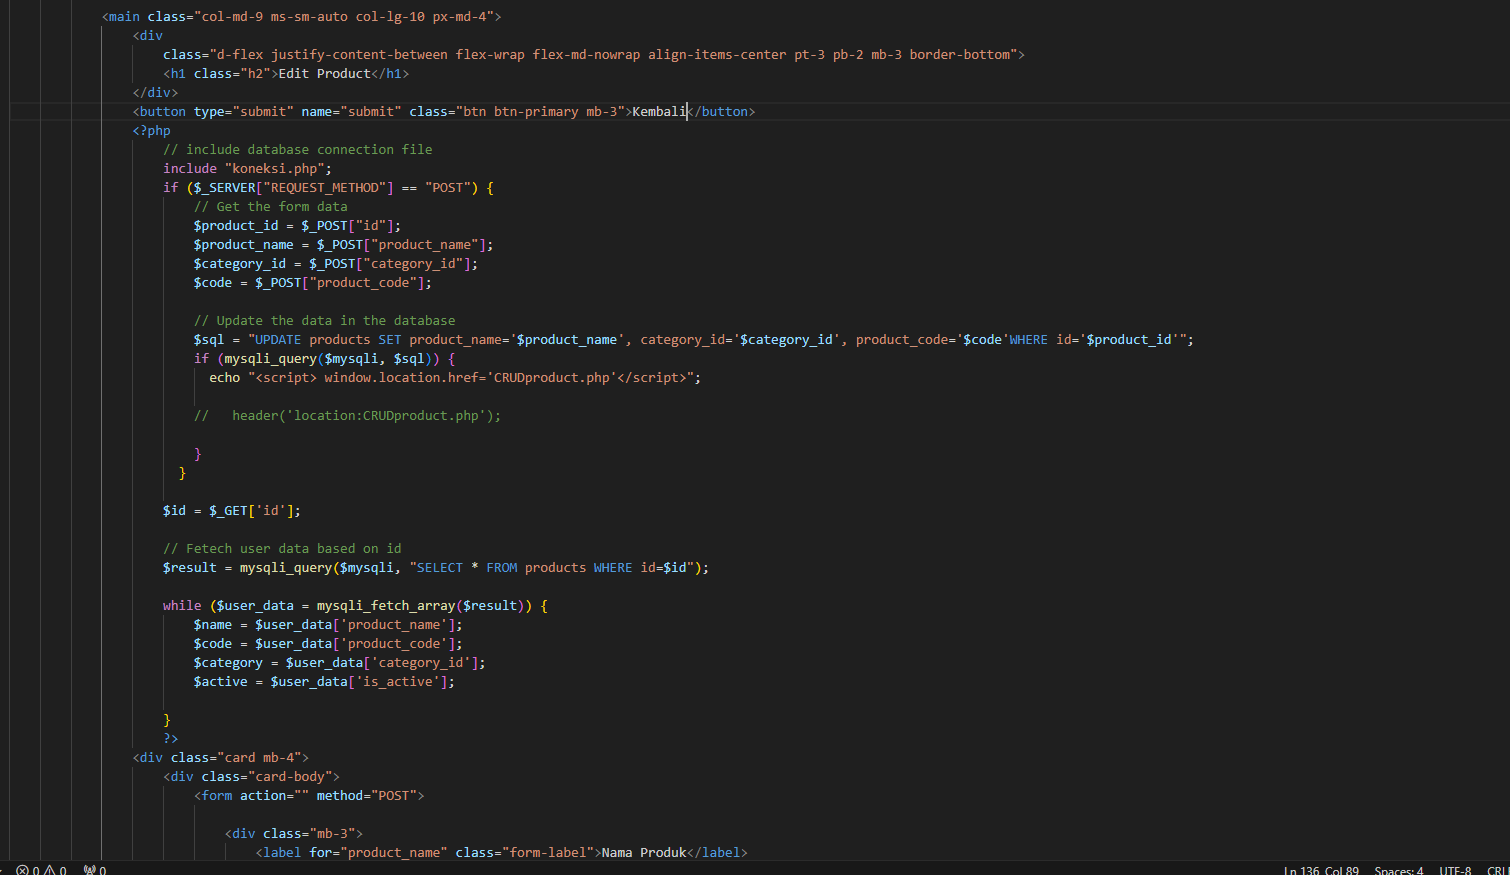 <main class="col-md-9 ms-sm-auto col-lg-10 px-md-4">
<div
class="d-flex justify-content-between flex-wrap flex-md-nowrap align-items-center pt-3 pb-2 mb-3 border-bottom">
<h1 class="h2">Edit Product</h1>
</div>
<button type="submit" name="submit" class="btn btn-primary mb-3">Kembali</button>
<?php
// include database connection file
include "koneksi.php";
if ($_SERVER["REQUEST_METHOD"] == "POST") {
// Get the form data
$product_id = $_POST["id"];
$product_name = $_POST["product_name"];
$category_id = $_POST["category_id"];
$code = $_POST["product_code"];
// Update the data in the database
$sql = "UPDATE products SET product_name='$product_name', category_id='$category_id', product_code='$code'WHERE id='$product_id'";
if (mysqli_query($mysqli, $sql)) {
echo "<script> window.location.href='CRUDproduct.php'</script>";
//   header('location:CRUDproduct.php');
}
}
$id = $_GET['id'];
// Fetech user data based on id
$result = mysqli_query($mysqli, "SELECT * FROM products WHERE id=$id");
while ($user_data = mysqli_fetch_array($result)) {
$name = $user_data['product_name'];
$code = $user_data['product_code'];
$category = $user_data['category_id'];
$active = $user_data['is_active'];
}
?>
<div class="card mb-4">
<div class="card-body">
<form action="" method="POST">
<div class="mb-3">
<label for="product_name" class="form-label">Nama Produk</label>
0 0 0 Ln 136, Col 89 Spaces: 4 UTF-8